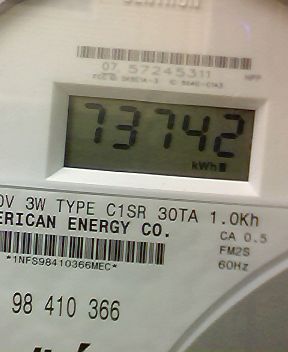 07 57245311 NPP
73742
kWh
0V 3W TYPE C1SR 30TA 1.0Kh
ERICAN ENERGY CO.
CA 0.5
*1NFS98410366MEC*
FM2S
60Hz
98 410 366